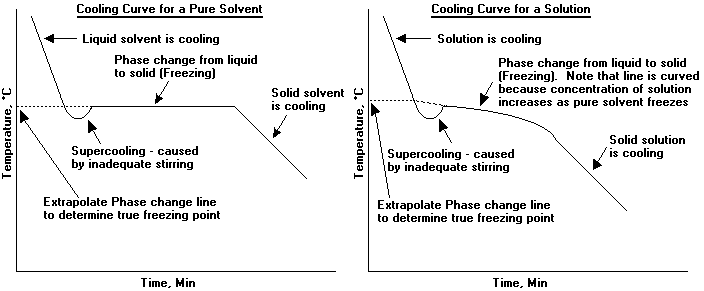 Cooling Curve for a Pure Solvent
Liquid solvent is cooling
Phase change from liquid
to solid (Freezing)
Solid solvent
is cooling
Supercooling - caused
by inadequate stirring
Extrapolate Phase change line
to determine true freezing point
Temperature, °C
Time, Min
Cooling Curve for a Solution
Solution is cooling
Phase change from liquid to solid
(Freezing). Note that line is curved
because concentration of solution
increases as pure solvent freezes
Supercooling - caused
by inadequate stirring
Solid solution
is cooling
Extrapolate Phase change line
to determine true freezing point
Temperature, °C
Time, Min